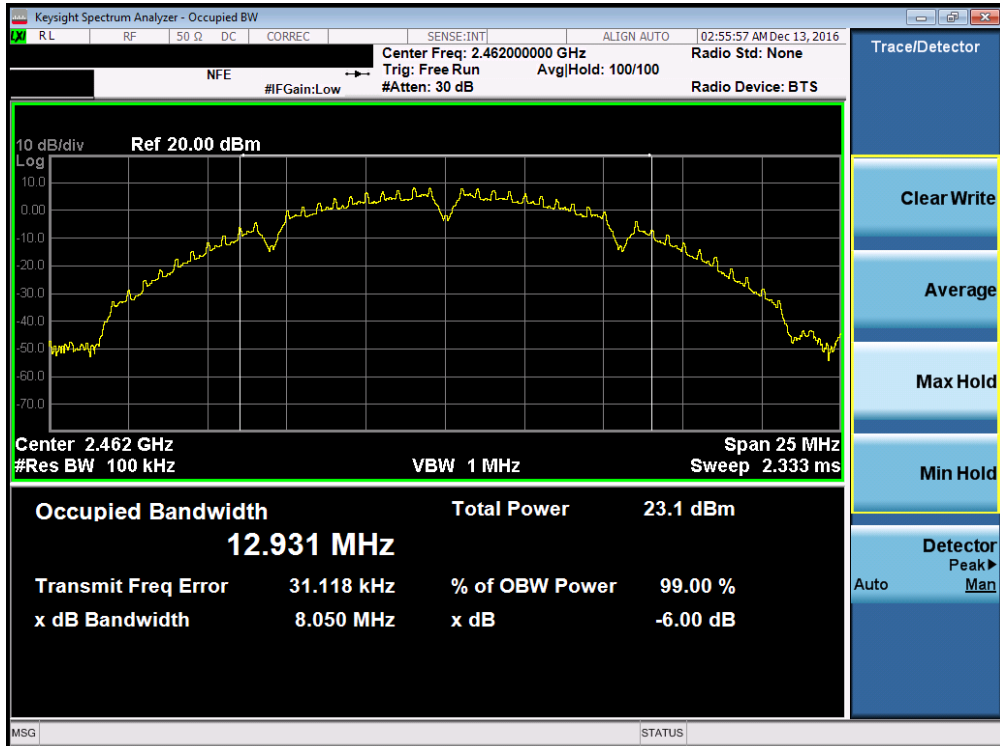 Keysight Spectrum Analyzer - Occupied BW
LXI RL RF 50 Ω DC CORREC SENSE:INT ALIGN AUTO 02:55:57 AM Dec 13, 2016
Center Freq: 2.462000000 GHz Radio Std: None
NFE Trig: Free Run Avg|Hold: 100/100
#IFGain:Low #Atten: 30 dB Radio Device: BTS
10 dB/div Ref 20.00 dBm
Log
10.0
0.00
-10.0
-20.0
-30.0
-40.0
-50.0
-60.0
-70.0
Center 2.462 GHz Span 25 MHz
#Res BW 100 kHz VBW 1 MHz Sweep 2.333 ms
Occupied Bandwidth Total Power 23.1 dBm
12.931 MHz
Transmit Freq Error 31.118 kHz % of OBW Power 99.00 %
x dB Bandwidth 8.050 MHz x dB -6.00 dB
MSG STATUS
Trace/Detector
Clear Write
Average
Max Hold
Min Hold
Detector
Peak▶
Auto Man